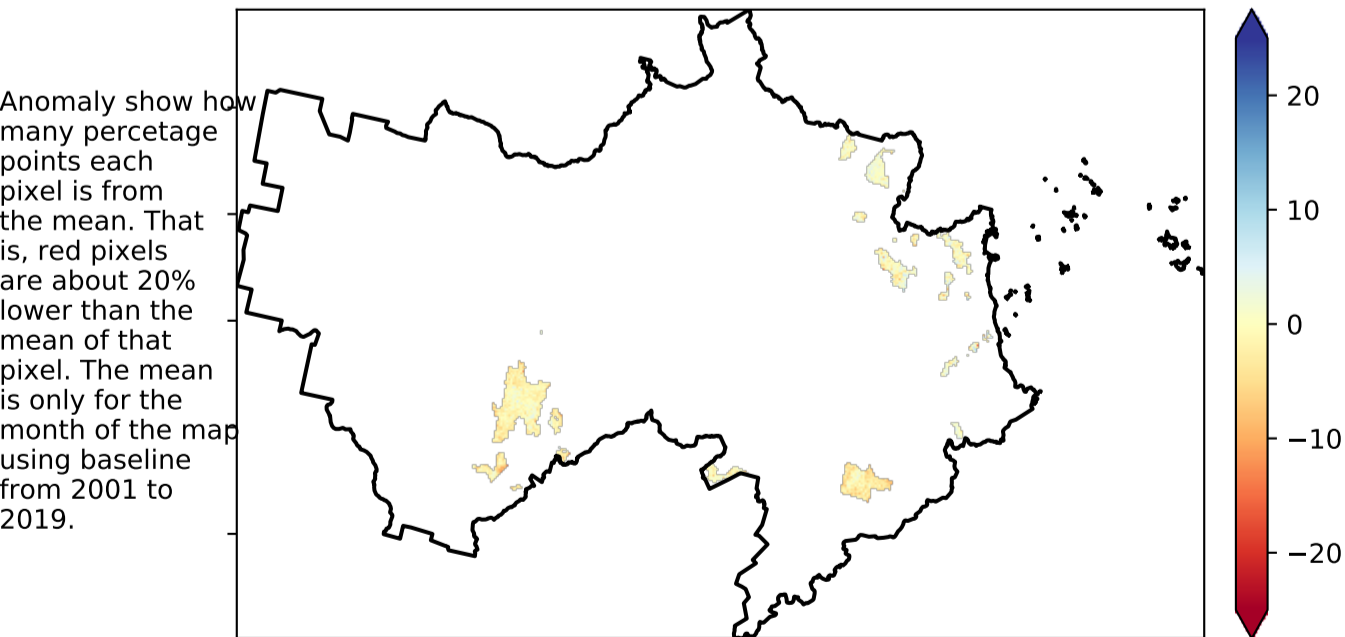 Anomaly show how
many percetage
points each
pixel is from
the mean. That
is, red pixels
are about 20%
lower than the
mean of that
pixel. The mean
is only for the
month of the map
using baseline
from 2001 to
2019.
20
10
0
−10
−20